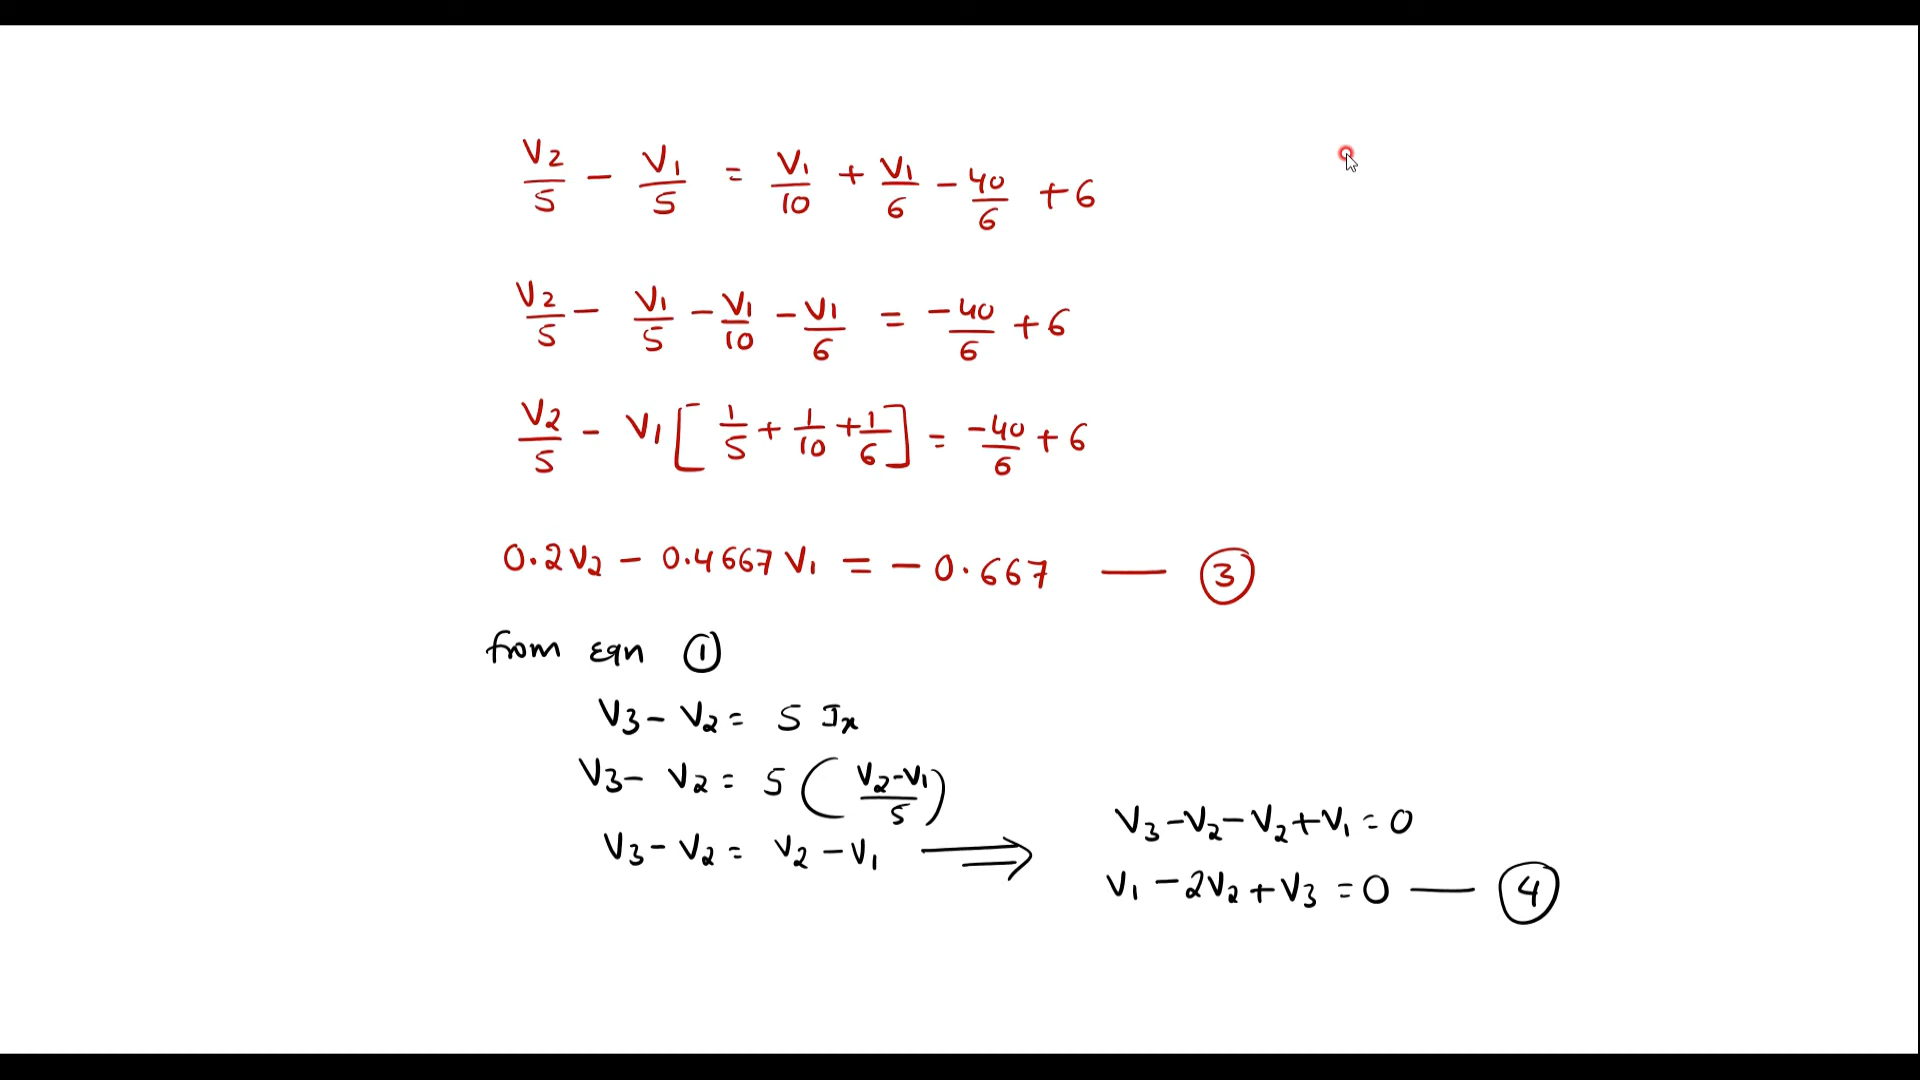 V₂/5 - V₁/5 = V₁/10 + V₁/6 - 40/6 + 6
V₂/5 - V₁/5 - V₁/10 - V₁/6 = -40/6 + 6
V₂/5 - V₁ [ 1/5 + 1/10 + 1/6 ] = -40/6 + 6
0.2V₂ - 0.4667V₁ = -0.667 — ③
from eqn ①
V₃ - V₂ = 5 Ix
V₃ - V₂ = 5 ( V₂-V₁/5 )
V₃ - V₂ = V₂ - V₁ ⟹
V₃ - V₂ - V₂ + V₁ = 0
V₁ - 2V₂ + V₃ = 0 — ④